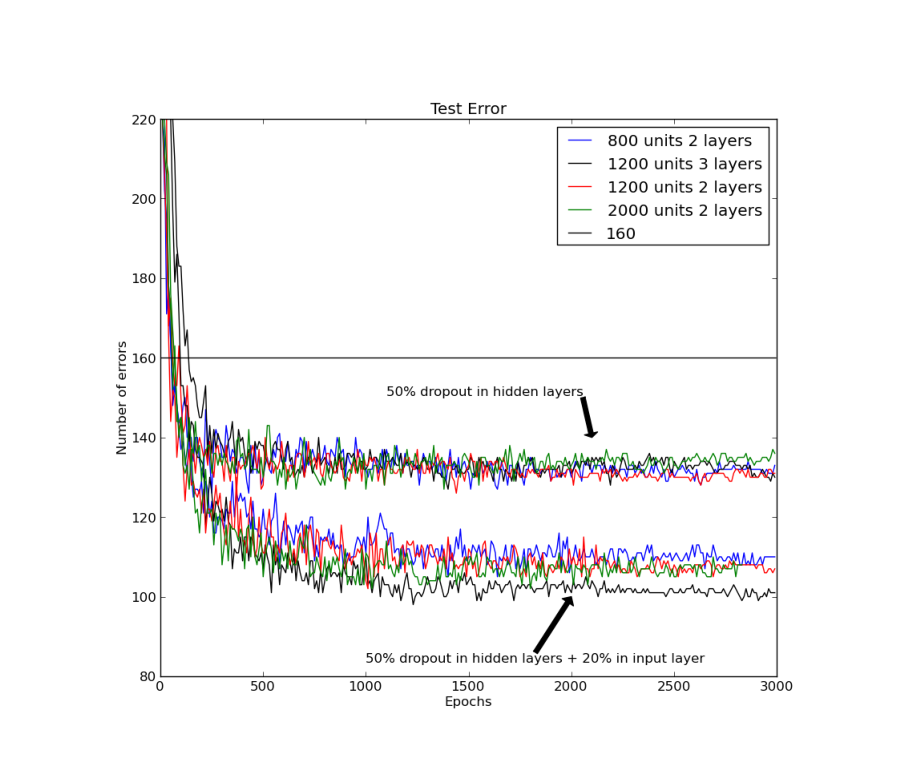 Test Error
800 units 2 layers
1200 units 3 layers
1200 units 2 layers
2000 units 2 layers
160
220
200
180
160
140
120
100
80
Number of errors
50% dropout in hidden layers
50% dropout in hidden layers + 20% in input layer
0 500 1000 1500 2000 2500 3000
Epochs